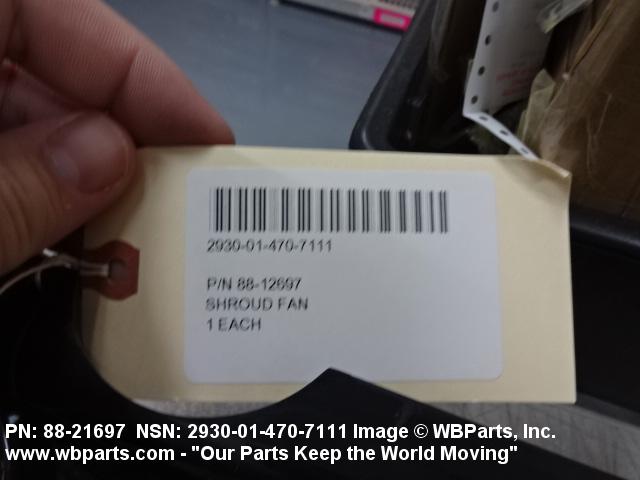 2930-01-470-7111
P/N 88-12697
SHROUD FAN
1 EACH
PN: 88-21697 NSN: 2930-01-470-7111 Image © WBParts, Inc.
www.wbparts.com - "Our Parts Keep the World Moving"